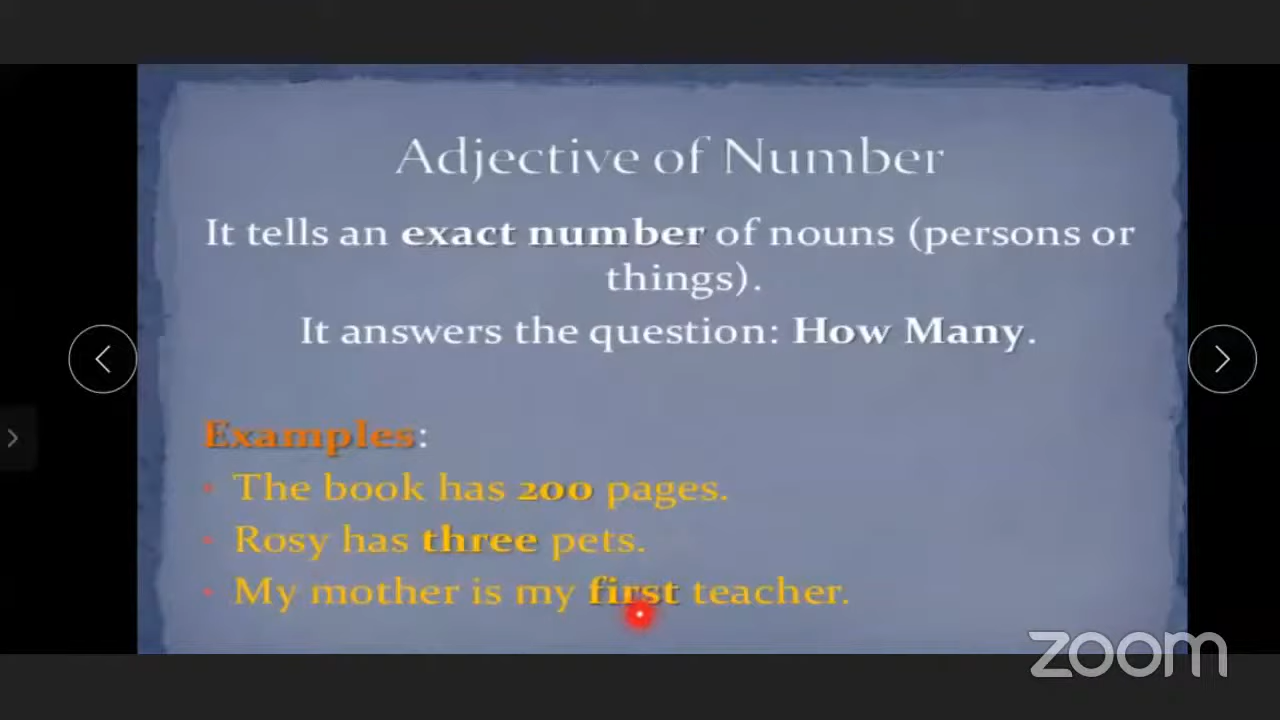 Adjective of Number
It tells an exact number of nouns (persons or
things).
It answers the question: How Many.
Examples:
• The book has 200 pages.
• Rosy has three pets.
• My mother is my first teacher.
zoom